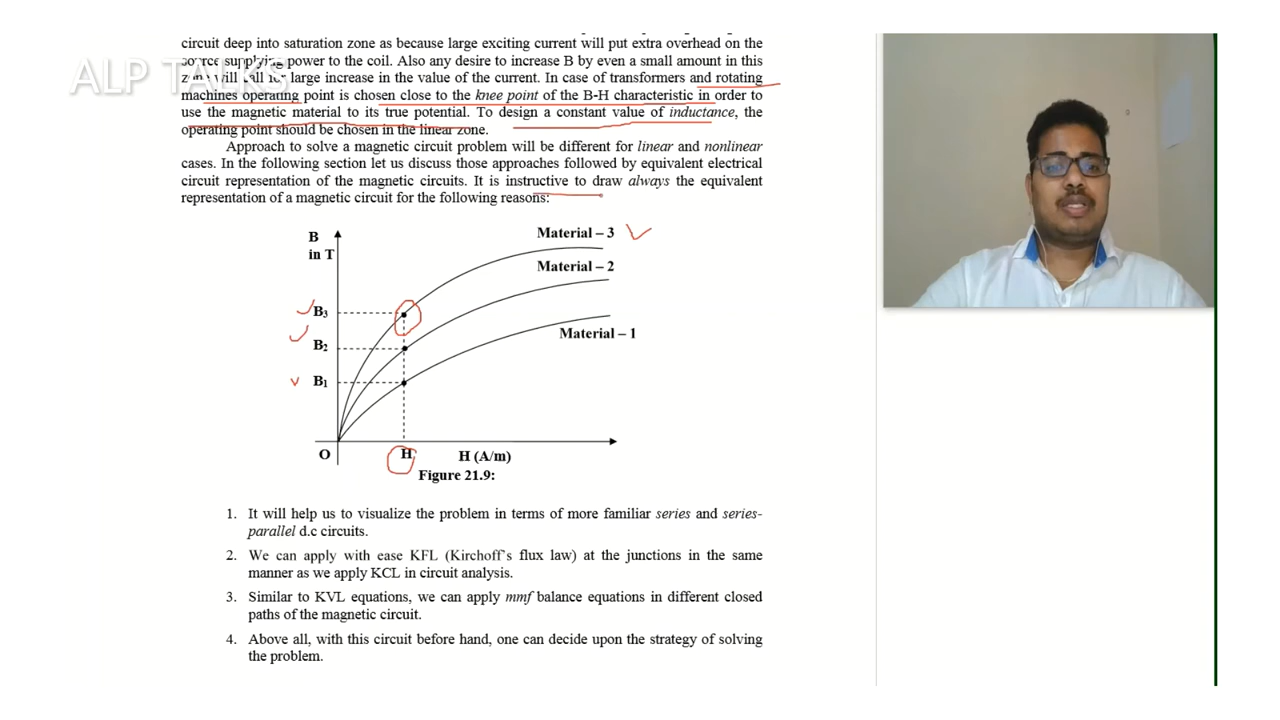 circuit deep into saturation zone as because large exciting current will put extra overhead on the
source supplying power to the coil. Also any desire to increase B by even a small amount in this
zone will call for large increase in the value of the current. In case of transformers and rotating
ALP TALKS
machines operating point is chosen close to the knee point of the B-H characteristic in order to
use the magnetic material to its true potential. To design a constant value of inductance, the
operating point should be chosen in the linear zone.
Approach to solve a magnetic circuit problem will be different for linear and nonlinear
cases. In the following section let us discuss those approaches followed by equivalent electrical
circuit representation of the magnetic circuits. It is instructive to draw always the equivalent
representation of a magnetic circuit for the following reasons:
B
in T
Material – 3
Material – 2
B3
Material – 1
B2
B1
O
H
H (A/m)
Figure 21.9:
1. It will help us to visualize the problem in terms of more familiar series and series-
parallel d.c circuits.
2. We can apply with ease KFL (Kirchoff's flux law) at the junctions in the same
manner as we apply KCL in circuit analysis.
3. Similar to KVL equations, we can apply mmf balance equations in different closed
paths of the magnetic circuit.
4. Above all, with this circuit before hand, one can decide upon the strategy of solving
the problem.